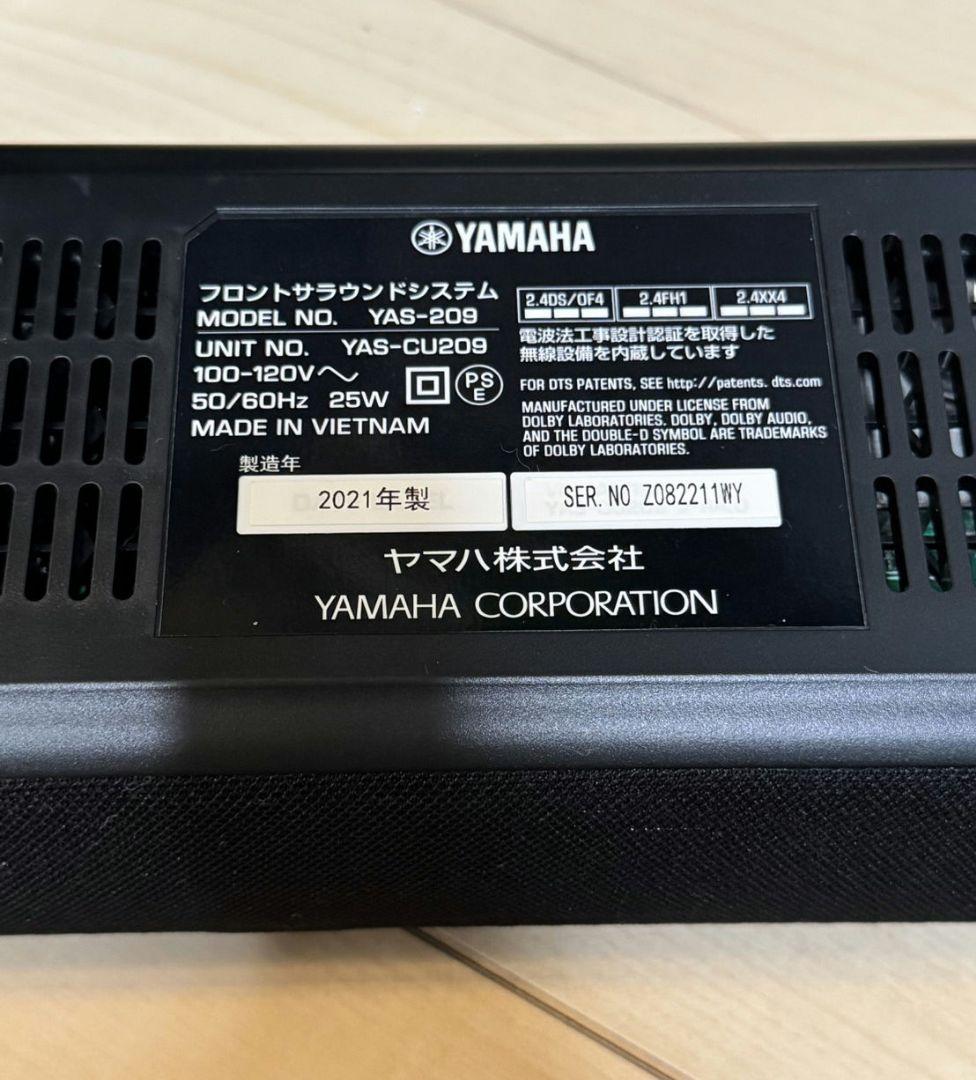 YAMAHA
フロントサラウンドシステム
MODEL NO. YAS-209
UNIT NO. YAS-CU209
100-120V～
50/60Hz 25W
PSE
MADE IN VIETNAM
2.4DS/OF4 2.4FH1 2.4XX4
電波法工事設計認証を取得した
無線設備を内蔵しています
FOR DTS PATENTS, SEE http://patents. dts.com
MANUFACTURED UNDER LICENSE FROM
DOLBY LABORATORIES. DOLBY, DOLBY AUDIO,
AND THE DOUBLE-D SYMBOL ARE TRADEMARKS
OF DOLBY LABORATORIES.
製造年
2021年製
SER. NO Z082211WY
ヤマハ株式会社
YAMAHA CORPORATION